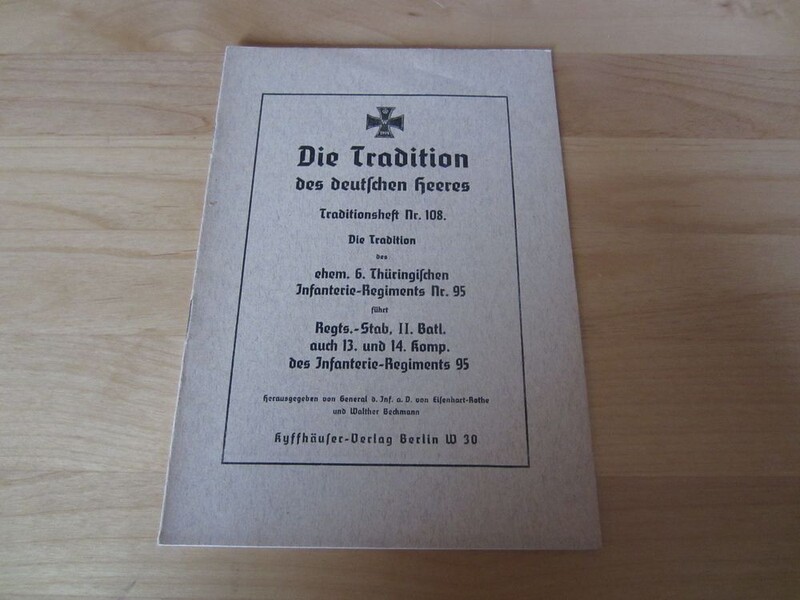 Die Tradition
des deutſchen Heeres
Traditionsheft Nr. 108.
Die Tradition
des
ehem. 6. Thüringiſchen
Infanterie-Regiments Nr. 95
führt
Regts.-Stab, II. Batl.
auch 13. und 14. Komp.
des Infanterie-Regiments 95
Herausgegeben von General d. Inf. a. D. von Eiſenhart-Rothe
und Walther Beckmann
Kyffhäuſer-Verlag Berlin W 30